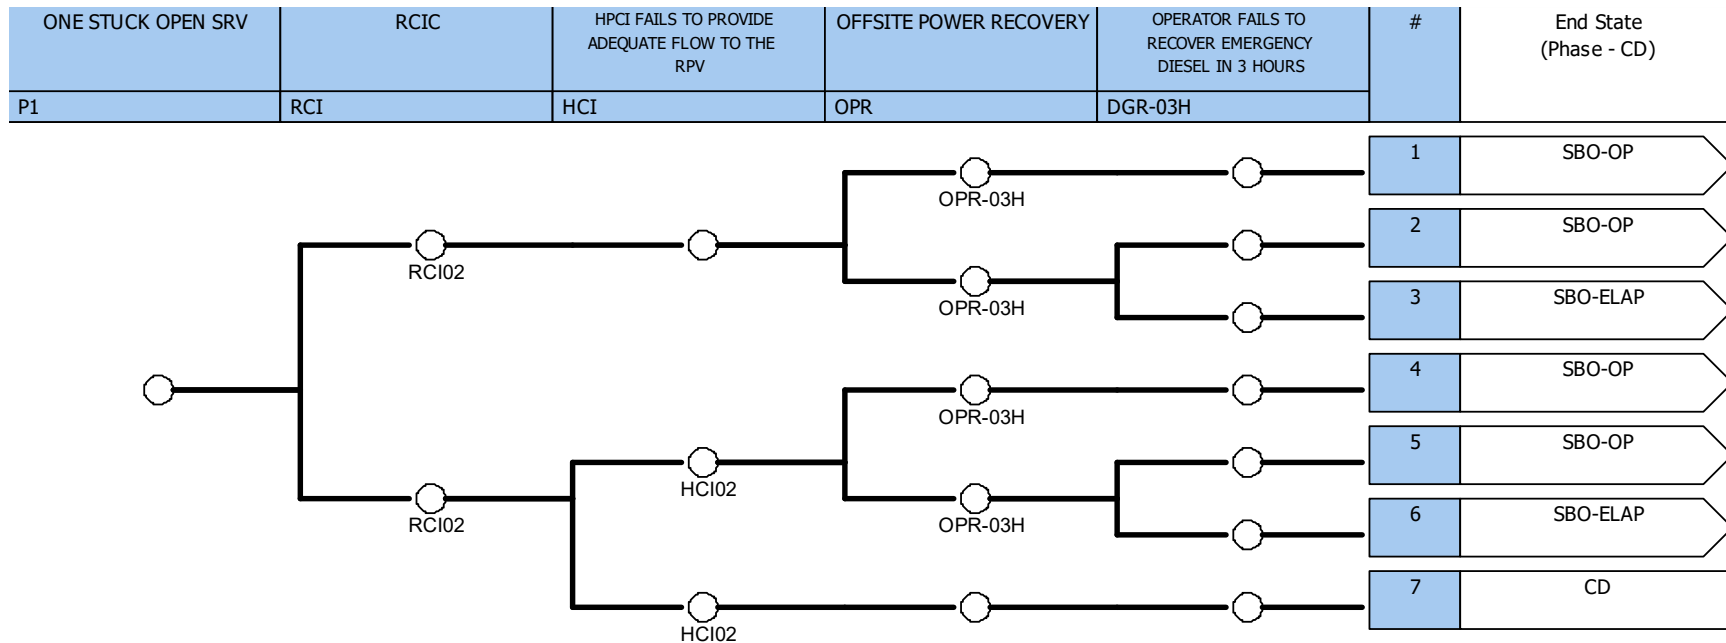 ONE STUCK OPEN SRV
RCIC
HPCI FAILS TO PROVIDE
ADEQUATE FLOW TO THE
RPV
OFFSITE POWER RECOVERY
OPERATOR FAILS TO
RECOVER EMERGENCY
DIESEL IN 3 HOURS
#
End State
(Phase - CD)
P1
RCI
HCI
OPR
DGR-03H
1
SBO-OP
OPR-03H
2
SBO-OP
RCI02
OPR-03H
3
SBO-ELAP
4
SBO-OP
OPR-03H
5
SBO-OP
HCI02
RCI02
OPR-03H
6
SBO-ELAP
7
CD
HCI02